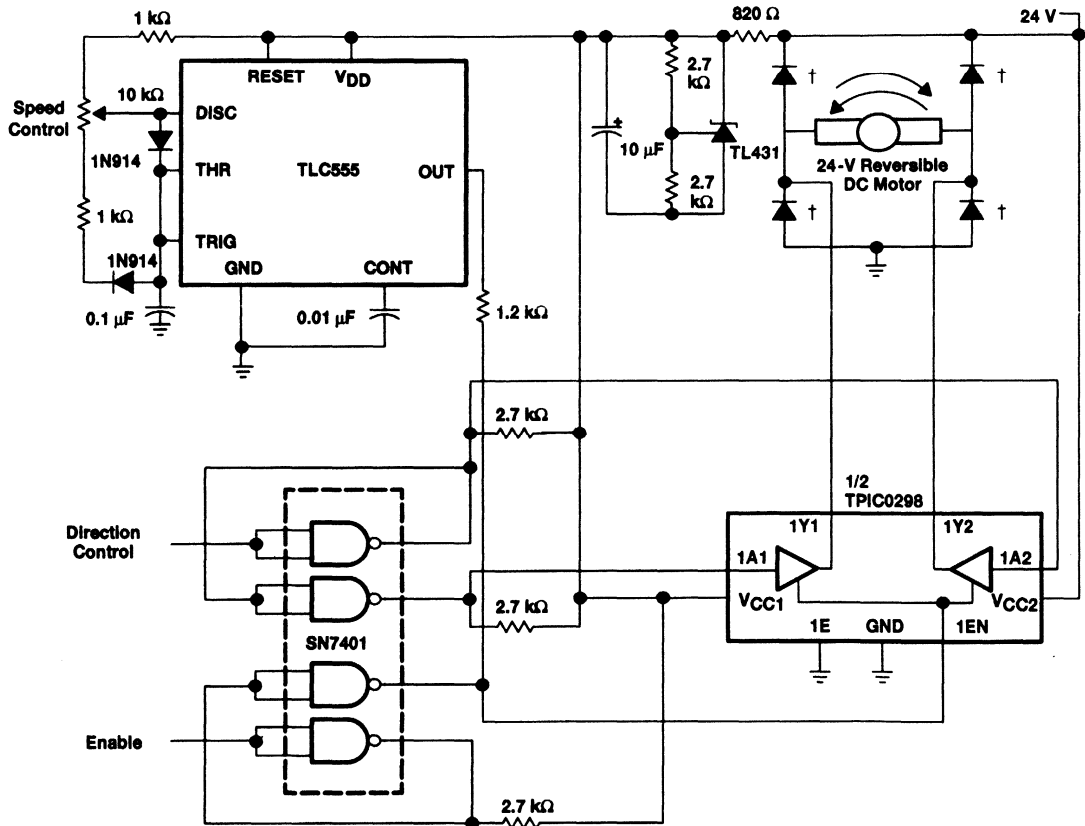 1 kΩ
820 Ω
24 V
RESET
VDD
2.7
kΩ
†
†
Speed
Control
10 kΩ
DISC
+
10 µF
TL431
1N914
THR
TLC555
OUT
24-V Reversible
DC Motor
2.7
kΩ
†
†
1 kΩ
TRIG
1N914
GND
CONT
0.1 µF
0.01 µF
1.2 kΩ
2.7 kΩ
1/2
TPIC0298
Direction
Control
1Y1
1Y2
1A1
1A2
2.7 kΩ
VCC1
VCC2
SN7401
1E
GND
1EN
Enable
2.7 kΩ